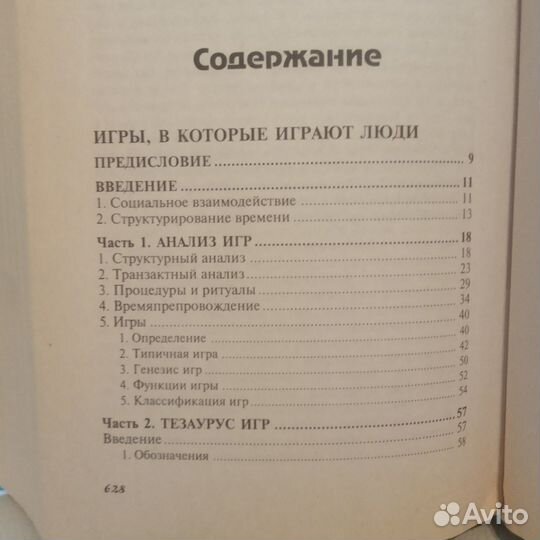 Содержание
ИГРЫ, В КОТОРЫЕ ИГРАЮТ ЛЮДИ
ПРЕДИСЛОВИЕ 9
ВВЕДЕНИЕ 11
1. Социальное взаимодействие 11
2. Структурирование времени 13
Часть 1. АНАЛИЗ ИГР 18
1. Структурный анализ 18
2. Транзактный анализ 23
3. Процедуры и ритуалы 29
4. Времяпрепровождение 34
5. Игры 40
1. Определение 40
2. Типичная игра 42
3. Генезис игр 50
4. Функции игры 52
5. Классификация игр 54
Часть 2. ТЕЗАУРУС ИГР 57
Введение 57
1. Обозначения 58
628
Avito